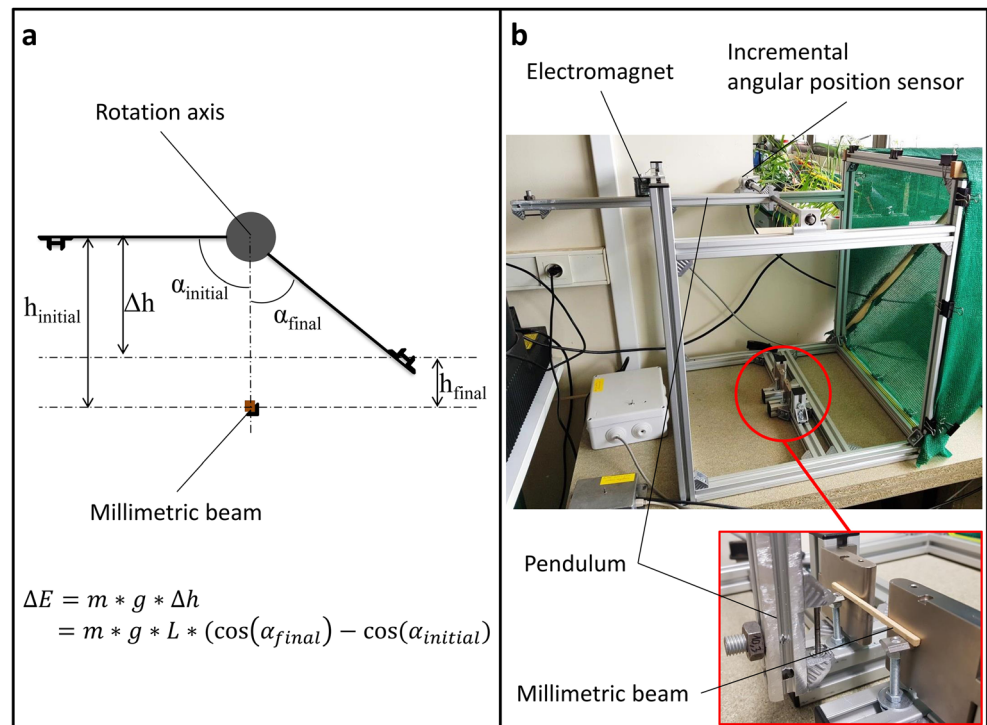 a
Rotation axis
α_initial
α_final
h_initial
Δh
h_final
Millimetric beam
ΔE = m * g * Δh
= m * g * L * (cos(α_final) − cos(α_initial)
b
Electromagnet
Incremental
angular position sensor
Pendulum
Millimetric beam